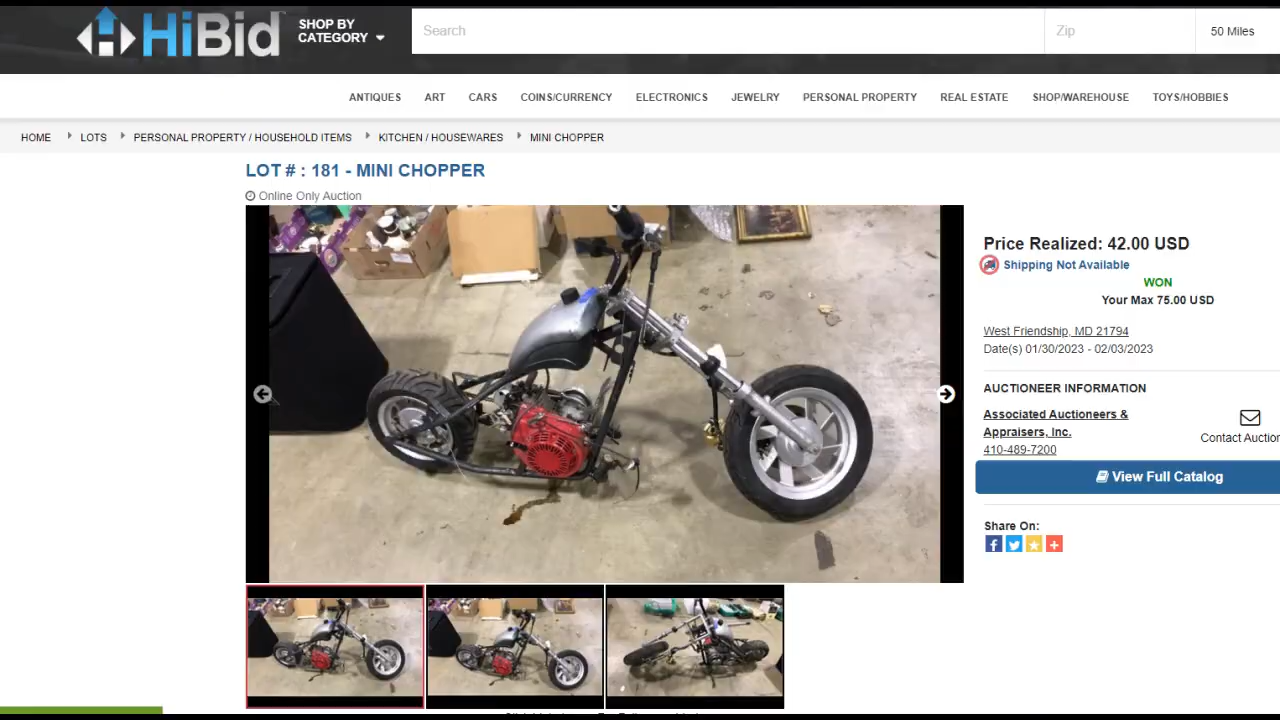 HiBid
SHOP BY
CATEGORY
Search
Zip
50 Miles
ANTIQUES
ART
CARS
COINS/CURRENCY
ELECTRONICS
JEWELRY
PERSONAL PROPERTY
REAL ESTATE
SHOP/WAREHOUSE
TOYS/HOBBIES
HOME
LOTS
PERSONAL PROPERTY / HOUSEHOLD ITEMS
KITCHEN / HOUSEWARES
MINI CHOPPER
LOT # : 181 - MINI CHOPPER
Online Only Auction
Price Realized: 42.00 USD
Shipping Not Available
WON
Your Max 75.00 USD
West Friendship, MD 21794
Date(s) 01/30/2023 - 02/03/2023
AUCTIONEER INFORMATION
Associated Auctioneers &
Appraisers, Inc.
410-489-7200
Contact Auction
View Full Catalog
Share On: